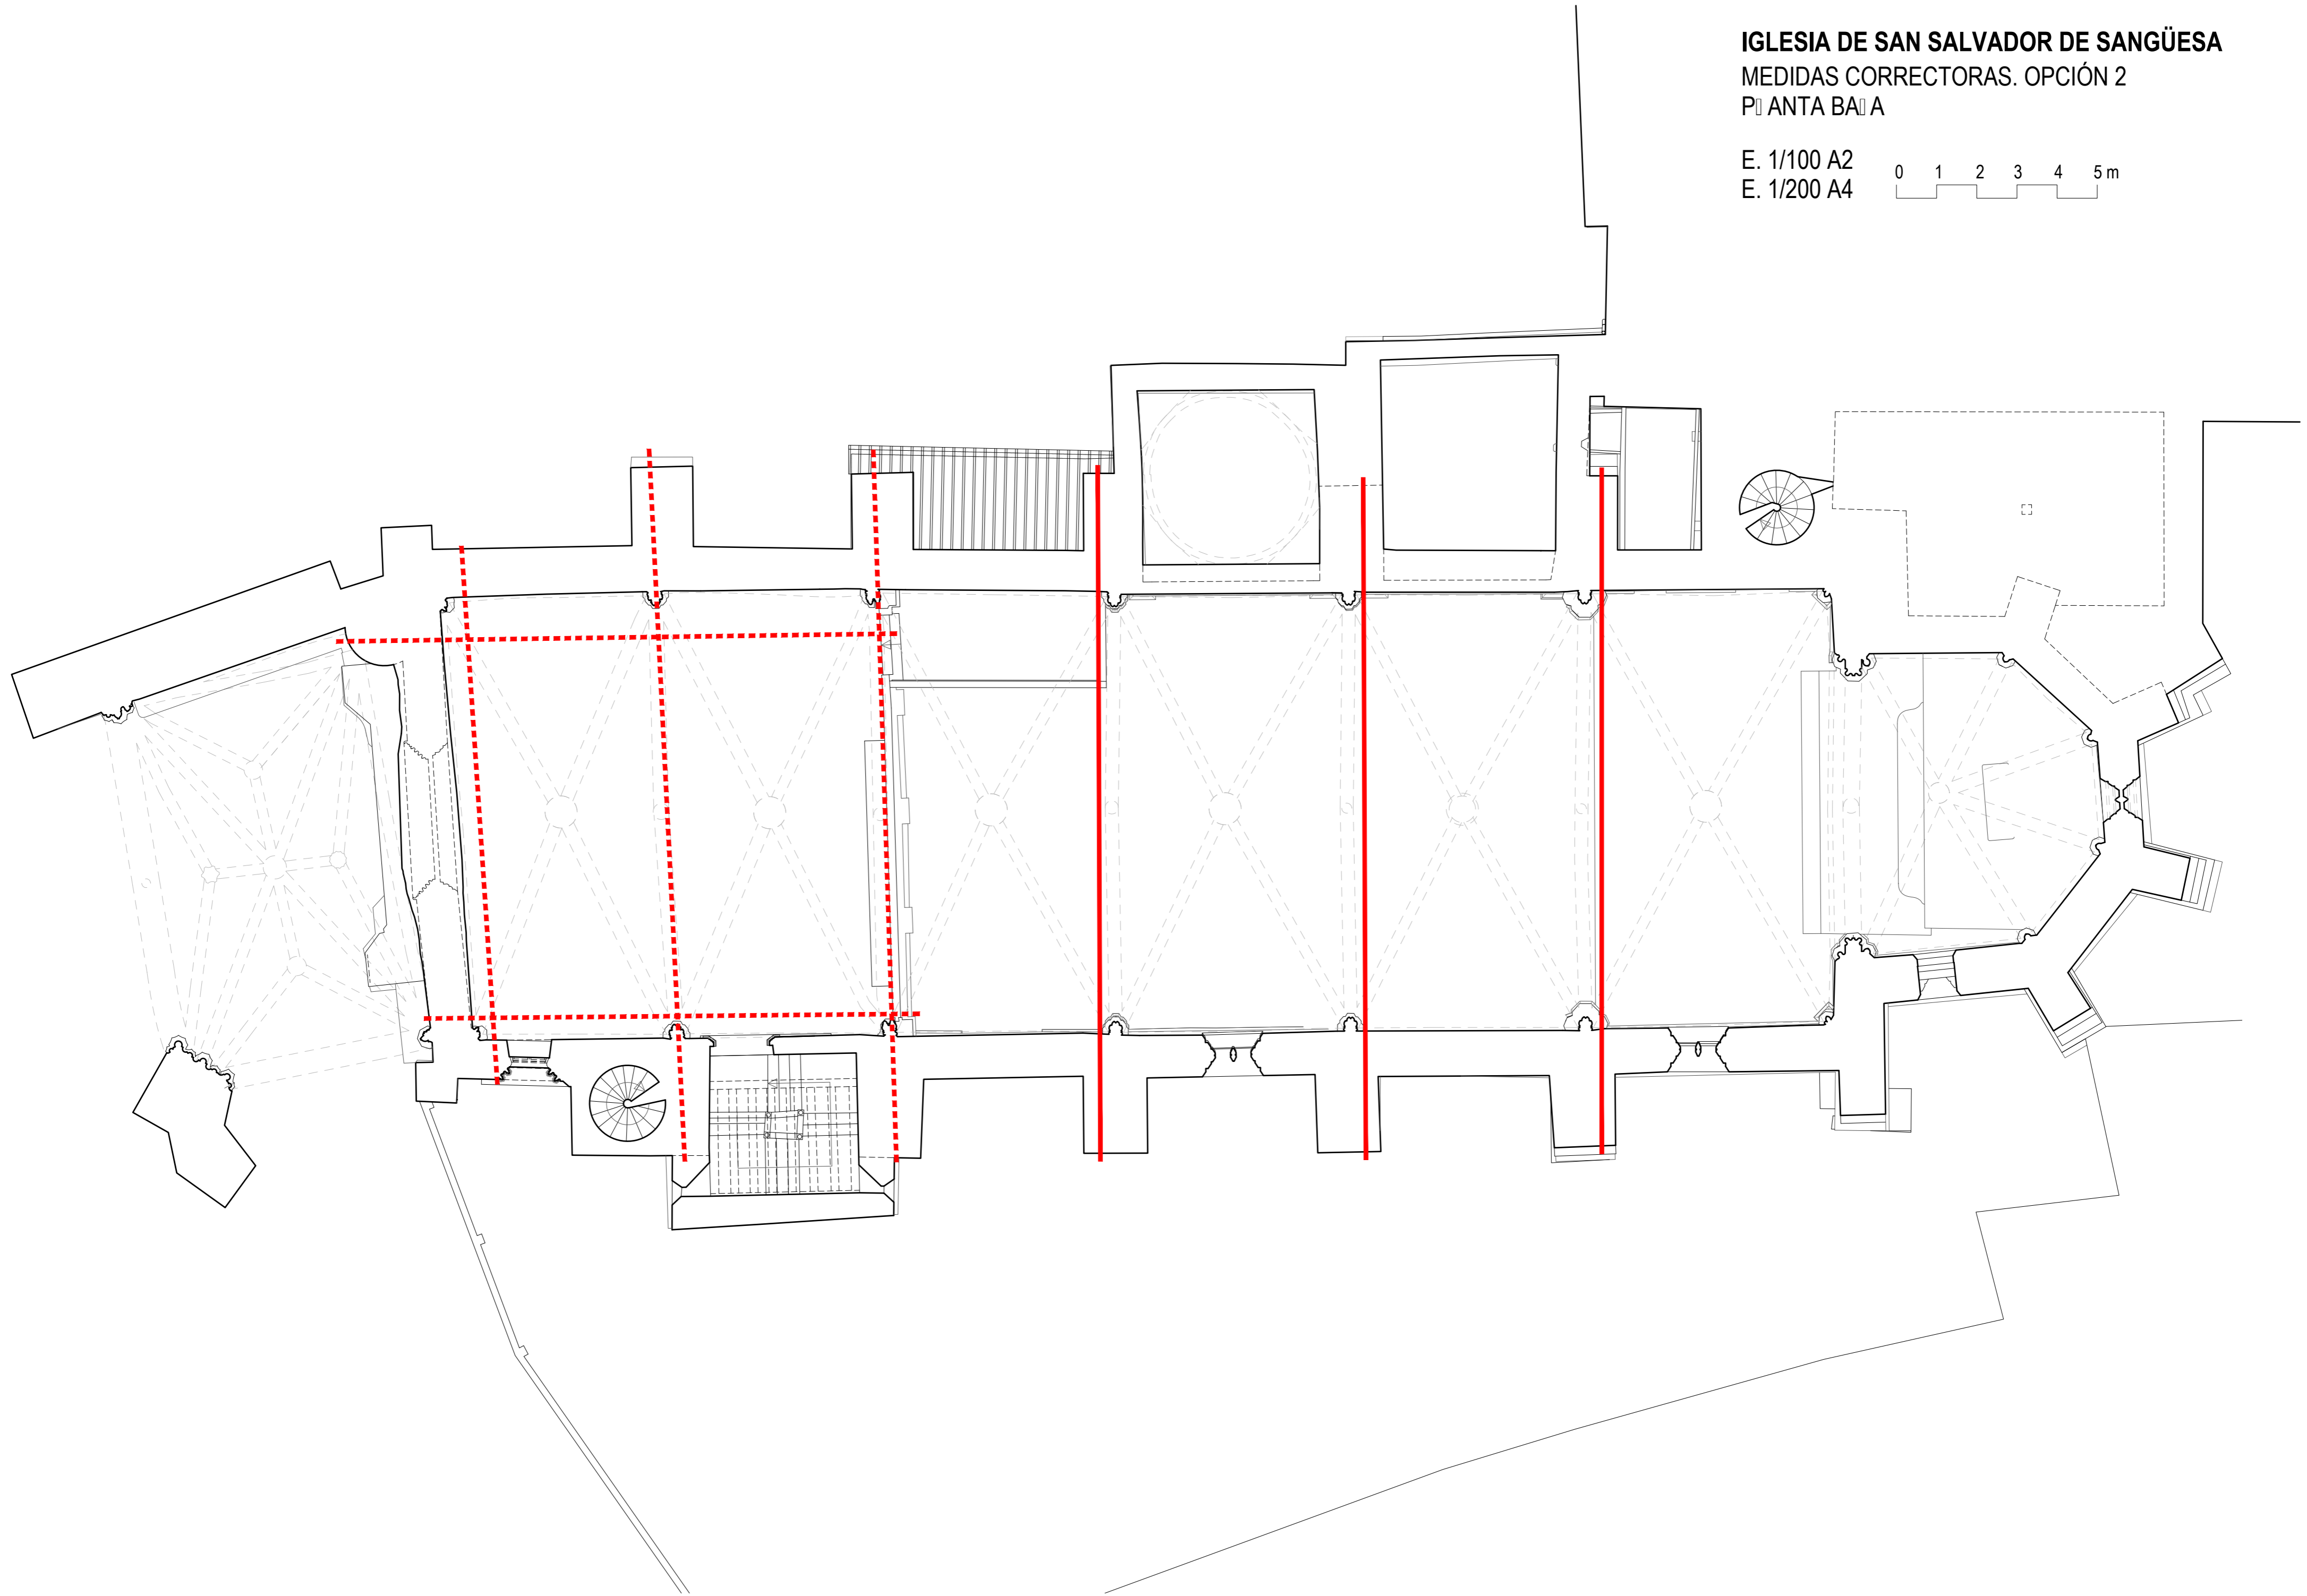 IGLESIA DE SAN SALVADOR DE SANGÜESA
MEDIDAS CORRECTORAS. OPCIÓN 2
P▯ANTA BA▯A
E. 1/100 A2
E. 1/200 A4
0 1 2 3 4 5 m